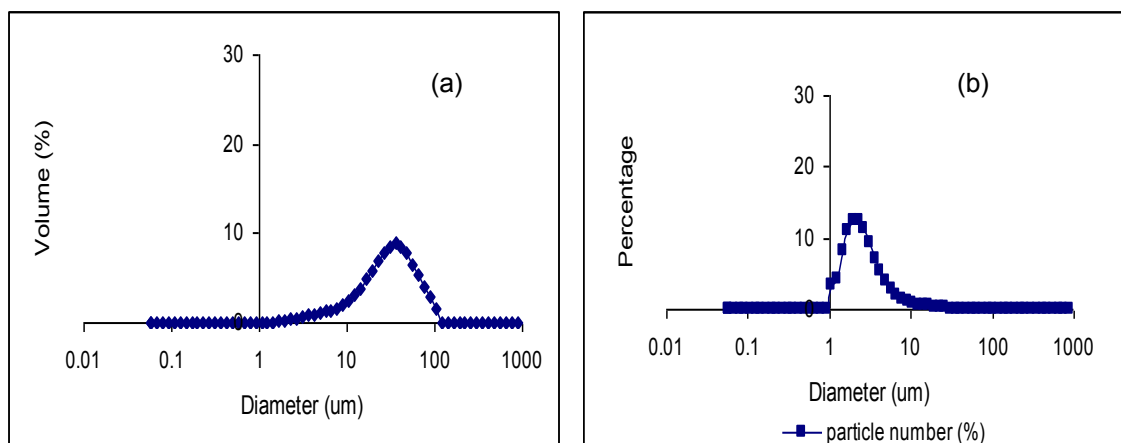 (a)
30
20
10
0
Volume (%)
0.01 0.1 1 10 100 1000
Diameter (um)
(b)
30
20
10
0
Percentage
0.01 0.1 1 10 100 1000
Diameter (um)
particle number (%)